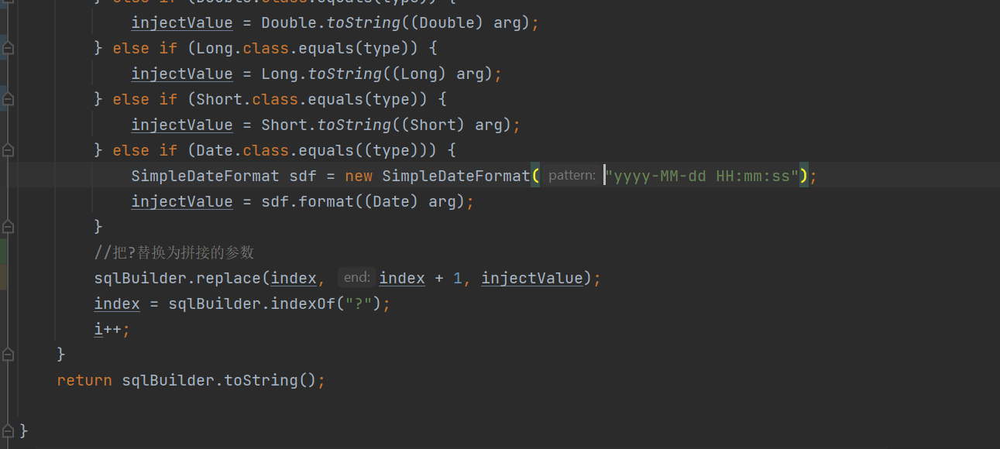 } else if (Double.class.equals(type)) {
injectValue = Double.toString((Double) arg);
} else if (Long.class.equals(type)) {
injectValue = Long.toString((Long) arg);
} else if (Short.class.equals(type)) {
injectValue = Short.toString((Short) arg);
} else if (Date.class.equals((type))) {
SimpleDateFormat sdf = new SimpleDateFormat( pattern: "yyyy-MM-dd HH:mm:ss");
injectValue = sdf.format((Date) arg);
}
//把?替换为拼接的参数
sqlBuilder.replace(index, end: index + 1, injectValue);
index = sqlBuilder.indexOf("?");
i++;
}
return sqlBuilder.toString();
}